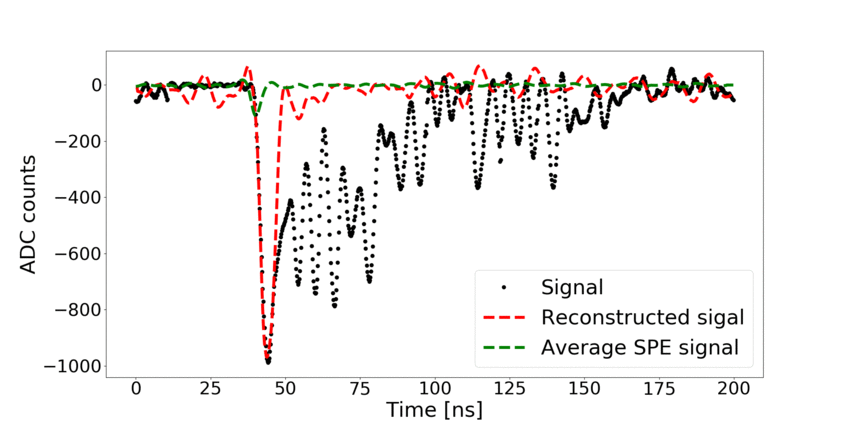 0
−200
−400
−600
−800
−1000
ADC counts
Signal
Reconstructed sigal
Average SPE signal
0 25 50 75 100 125 150 175 200
Time [ns]